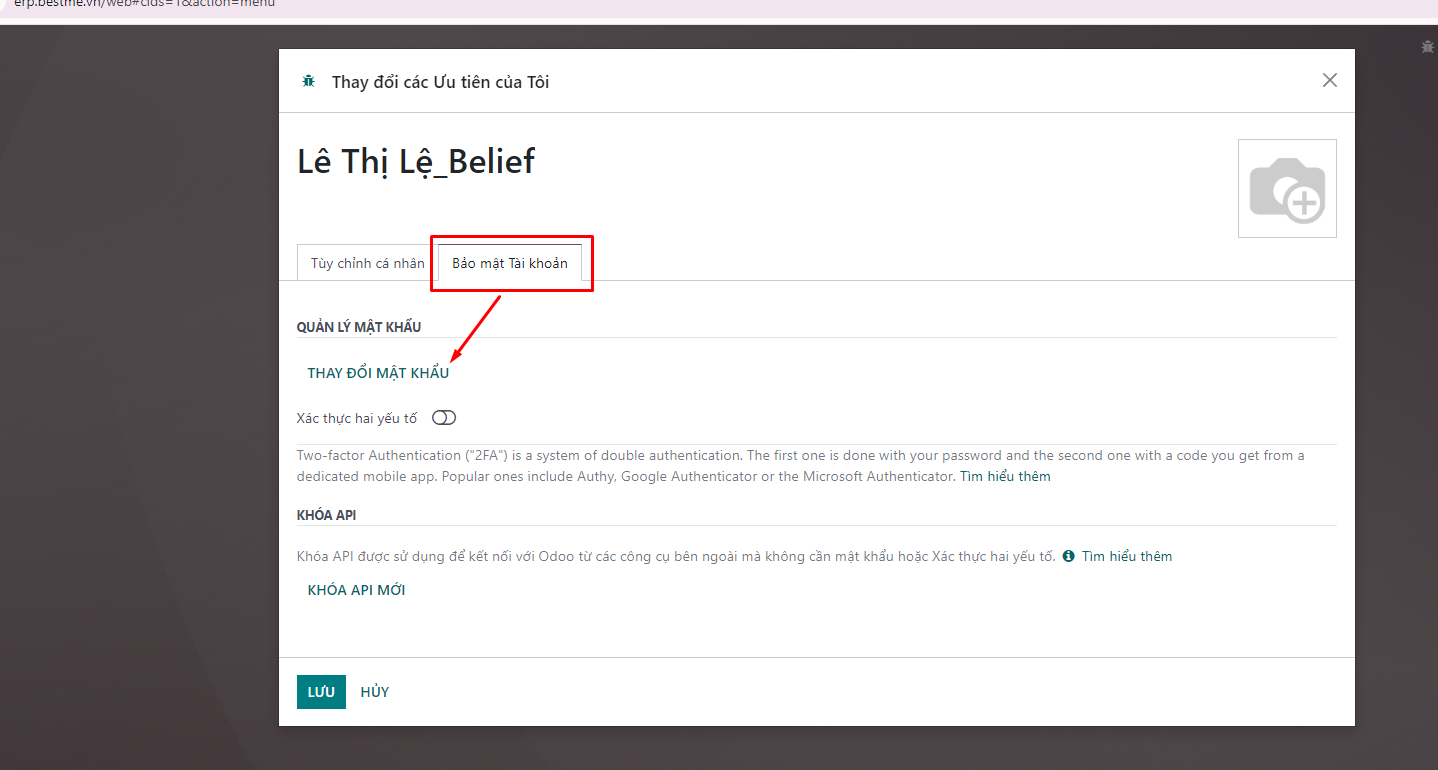 erp.bestme.vn/web#cids=1&action=menu
Thay đổi các Ưu tiên của Tôi
Lê Thị Lệ_Belief
Tùy chỉnh cá nhân Bảo mật Tài khoản
QUẢN LÝ MẬT KHẨU
THAY ĐỔI MẬT KHẨU
Xác thực hai yếu tố
Two-factor Authentication ("2FA") is a system of double authentication. The first one is done with your password and the second one with a code you get from a
dedicated mobile app. Popular ones include Authy, Google Authenticator or the Microsoft Authenticator. Tìm hiểu thêm
KHÓA API
Khóa API được sử dụng để kết nối với Odoo từ các công cụ bên ngoài mà không cần mật khẩu hoặc Xác thực hai yếu tố. Tìm hiểu thêm
KHÓA API MỚI
LƯU HỦY